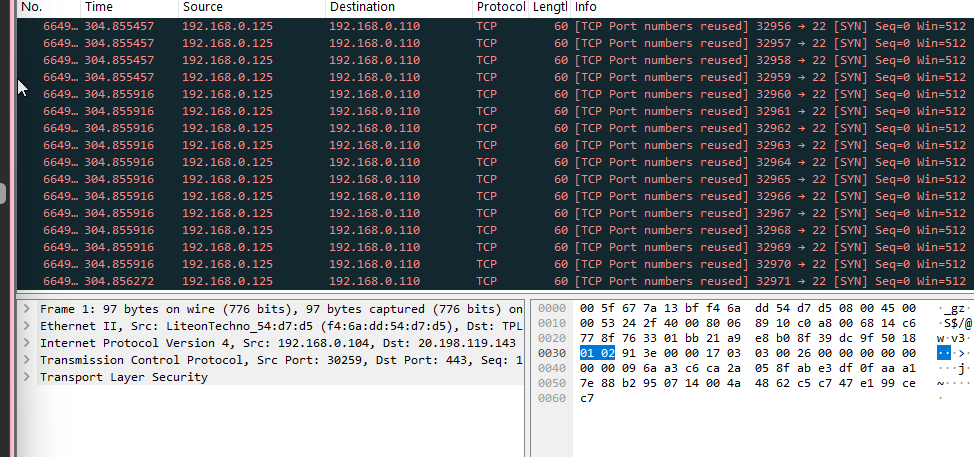 No. Time Source Destination Protocol Lengtl Info
6649… 304.855457 192.168.0.125 192.168.0.110 TCP 60 [TCP Port numbers reused] 32956 → 22 [SYN] Seq=0 Win=512
6649… 304.855457 192.168.0.125 192.168.0.110 TCP 60 [TCP Port numbers reused] 32957 → 22 [SYN] Seq=0 Win=512
6649… 304.855457 192.168.0.125 192.168.0.110 TCP 60 [TCP Port numbers reused] 32958 → 22 [SYN] Seq=0 Win=512
6649… 304.855457 192.168.0.125 192.168.0.110 TCP 60 [TCP Port numbers reused] 32959 → 22 [SYN] Seq=0 Win=512
6649… 304.855916 192.168.0.125 192.168.0.110 TCP 60 [TCP Port numbers reused] 32960 → 22 [SYN] Seq=0 Win=512
6649… 304.855916 192.168.0.125 192.168.0.110 TCP 60 [TCP Port numbers reused] 32961 → 22 [SYN] Seq=0 Win=512
6649… 304.855916 192.168.0.125 192.168.0.110 TCP 60 [TCP Port numbers reused] 32962 → 22 [SYN] Seq=0 Win=512
6649… 304.855916 192.168.0.125 192.168.0.110 TCP 60 [TCP Port numbers reused] 32963 → 22 [SYN] Seq=0 Win=512
6649… 304.855916 192.168.0.125 192.168.0.110 TCP 60 [TCP Port numbers reused] 32964 → 22 [SYN] Seq=0 Win=512
6649… 304.855916 192.168.0.125 192.168.0.110 TCP 60 [TCP Port numbers reused] 32965 → 22 [SYN] Seq=0 Win=512
6649… 304.855916 192.168.0.125 192.168.0.110 TCP 60 [TCP Port numbers reused] 32966 → 22 [SYN] Seq=0 Win=512
6649… 304.855916 192.168.0.125 192.168.0.110 TCP 60 [TCP Port numbers reused] 32967 → 22 [SYN] Seq=0 Win=512
6649… 304.855916 192.168.0.125 192.168.0.110 TCP 60 [TCP Port numbers reused] 32968 → 22 [SYN] Seq=0 Win=512
6649… 304.855916 192.168.0.125 192.168.0.110 TCP 60 [TCP Port numbers reused] 32969 → 22 [SYN] Seq=0 Win=512
6649… 304.855916 192.168.0.125 192.168.0.110 TCP 60 [TCP Port numbers reused] 32970 → 22 [SYN] Seq=0 Win=512
6649… 304.856272 192.168.0.125 192.168.0.110 TCP 60 [TCP Port numbers reused] 32971 → 22 [SYN] Seq=0 Win=512
Frame 1: 97 bytes on wire (776 bits), 97 bytes captured (776 bits) on
Ethernet II, Src: LiteonTechno_54:d7:d5 (f4:6a:dd:54:d7:d5), Dst: TPL
Internet Protocol Version 4, Src: 192.168.0.104, Dst: 20.198.119.143
Transmission Control Protocol, Src Port: 30259, Dst Port: 443, Seq: 1
Transport Layer Security
0000 00 5f 67 7a 13 bf f4 6a dd 54 d7 d5 08 00 45 00 ·_gz·
0010 00 53 24 2f 40 00 80 06 89 10 c0 a8 00 68 14 c6 ·S$/@
0020 77 8f 76 33 01 bb 21 a9 e8 b0 8f 39 dc 9f 50 18 w·v3·
0030 01 02 91 3e 00 00 17 03 03 00 26 00 00 00 00 00 ···>·
0040 00 00 09 6a a3 c6 ca 2a 05 8f ab e3 df 0f aa a1 ···j·
0050 7e 88 b2 95 07 14 00 4a 48 62 c5 c7 47 e1 99 ce ~····
0060 c7 ·